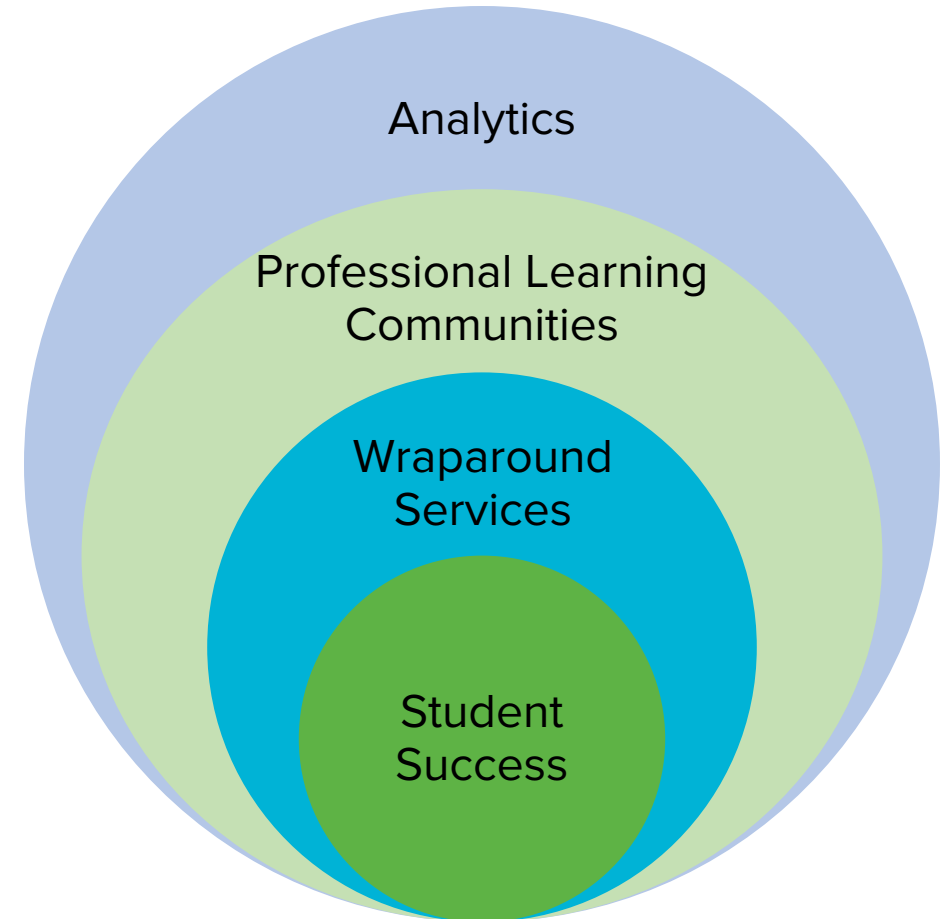 Analytics
Professional Learning
Communities
Wraparound
Services
Student
Success